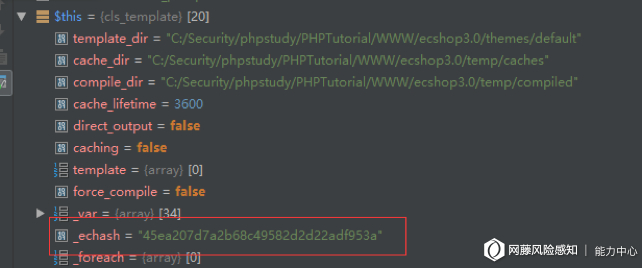 $this = {cls_template} [20]
template_dir = "C:/Security/phpstudy/PHPTutorial/WWW/ecshop3.0/themes/default"
cache_dir = "C:/Security/phpstudy/PHPTutorial/WWW/ecshop3.0/temp/caches"
compile_dir = "C:/Security/phpstudy/PHPTutorial/WWW/ecshop3.0/temp/compiled"
cache_lifetime = 3600
direct_output = false
caching = false
template = {array} [0]
force_compile = false
_var = {array} [34]
_echash = "45ea207d7a2b68c49582d2d22adf953a"
_foreach = {array} [0]
网藤风险感知 | 能力中心